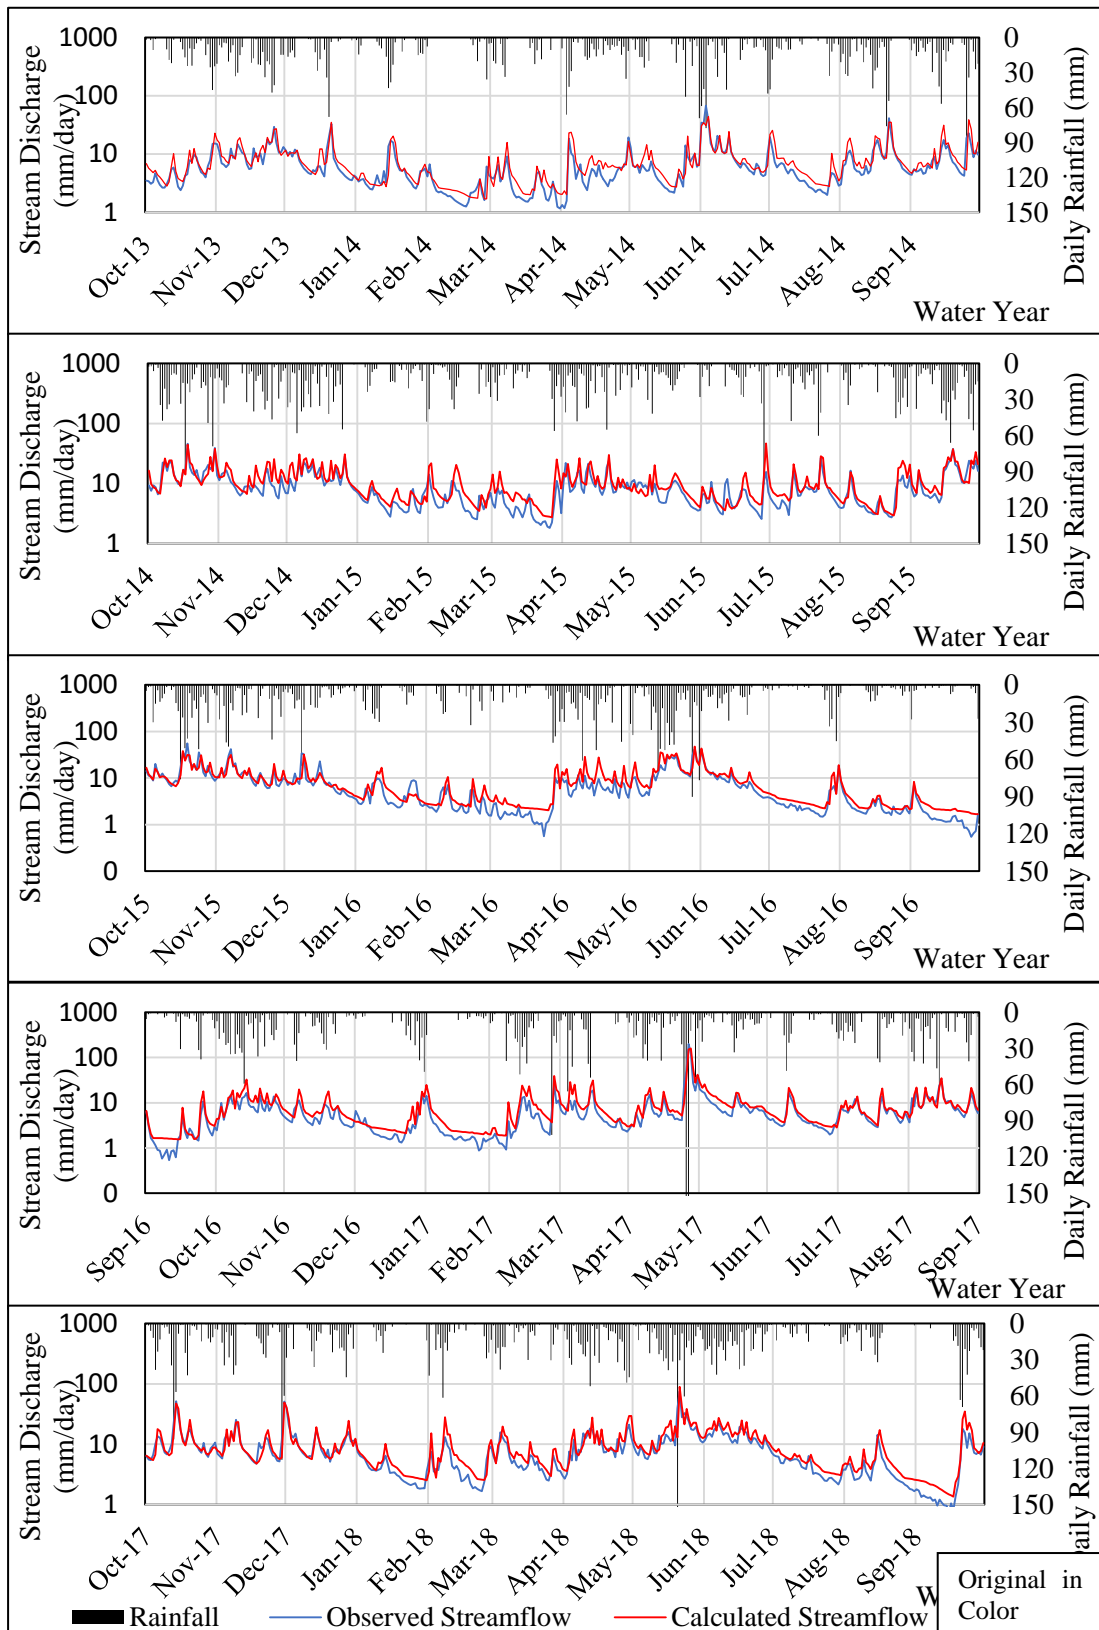 1000
100
10
1
0
30
60
90
120
150
Stream Discharge
(mm/day)
Daily Rainfall (mm)
Oct-13
Nov-13
Dec-13
Jan-14
Feb-14
Mar-14
Apr-14
May-14
Jun-14
Jul-14
Aug-14
Sep-14
Water Year
1000
100
10
1
0
30
60
90
120
150
Stream Discharge
(mm/day)
Daily Rainfall (mm)
Oct-14
Nov-14
Dec-14
Jan-15
Feb-15
Mar-15
Apr-15
May-15
Jun-15
Jul-15
Aug-15
Sep-15
Water Year
1000
100
10
1
0
0
30
60
90
120
150
Stream Discharge
(mm/day)
Daily Rainfall (mm)
Oct-15
Nov-15
Dec-15
Jan-16
Feb-16
Mar-16
Apr-16
May-16
Jun-16
Jul-16
Aug-16
Sep-16
Water Year
1000
100
10
1
0
0
30
60
90
120
150
Stream Discharge
(mm/day)
Daily Rainfall (mm)
Sep-16
Oct-16
Nov-16
Dec-16
Jan-17
Feb-17
Mar-17
Apr-17
May-17
Jun-17
Jul-17
Aug-17
Sep-17
Water Year
1000
100
10
1
0
30
60
90
120
150
Stream Discharge
(mm/day)
Daily Rainfall (mm)
Oct-17
Nov-17
Dec-17
Jan-18
Feb-18
Mar-18
Apr-18
May-18
Jun-18
Jul-18
Aug-18
Sep-18
Rainfall
Observed Streamflow
Calculated Streamflow
Original in
Color